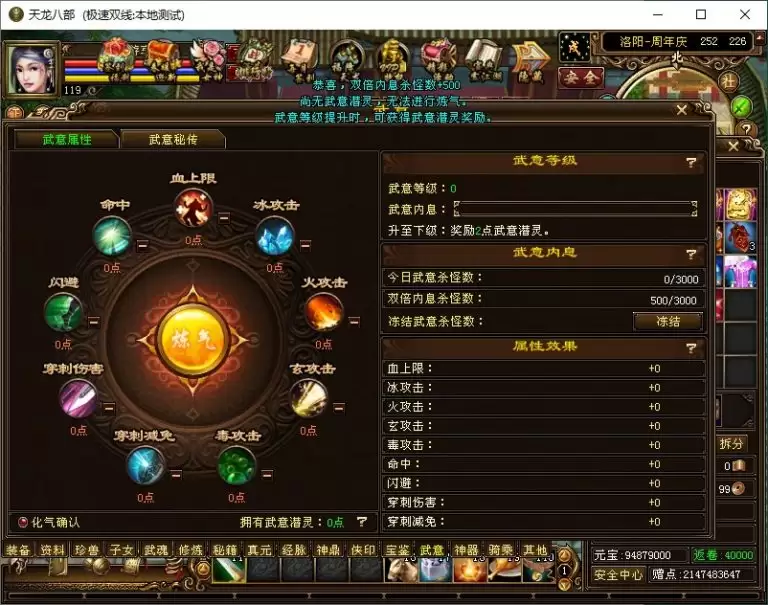 天龙八部 (极速双线:本地测试)
洛阳-周年庆 252 226
北
安全
119
恭喜，双倍内息杀怪数+500
尚无武意潜灵，无法进行炼气。
武意等级提升时，可获得武意潜灵奖励。
武意属性 武意秘传
血上限
0点
命中
0点
冰攻击
0点
闪避
0点
火攻击
0点
炼气
穿刺伤害
0点
玄攻击
0点
穿刺减免
0点
毒攻击
0点
化气确认 拥有武意潜灵：0点 ?
武意等级 ?
武意等级：0
武意内息：
升至下级：奖励2点武意潜灵。
武意内息 ?
今日武意杀怪数： 0/3000
双倍内息杀怪数： 500/3000
冻结武意杀怪数： 冻结
属性效果 ?
血上限： +0
冰攻击： +0
火攻击： +0
玄攻击： +0
毒攻击： +0
命中： +0
闪避： +0
穿刺伤害： +0
穿刺减免： +0
3
拆分
0
99
装备 资料 珍兽 子女 武魂 修炼 秘籍 真元 经脉 神鼎 侠印 宝鉴 武意 神器 骑乘 其他
1
元宝：94879000 返卷：40000
安全中心 赠点：2147483647